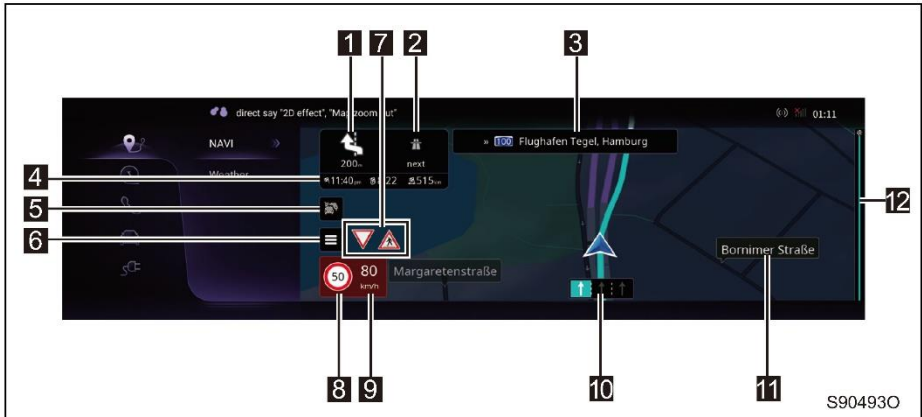 1 7 2 3
direct say "2D effect", "Map zoom out"
01:11
NAVI »
200m
next
» 100 Flughafen Tegel, Hamburg
4
Weather
11:40pm
22
515km
5
12
6
50
80
km/h
Margaretenstraße
Bornimer Straße
8 9 10 11
S90493O